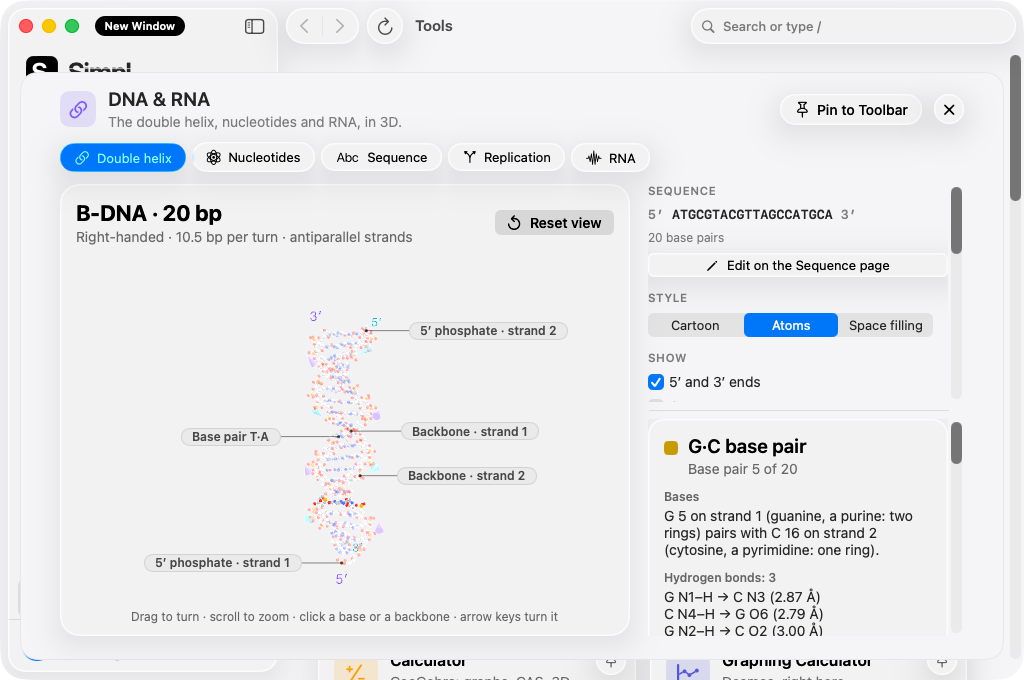 New Window
Tools
Search or type /
DNA & RNA
The double helix, nucleotides and RNA, in 3D.
Pin to Toolbar
Double helix
Nucleotides
Abc Sequence
Replication
RNA
B-DNA · 20 bp
Right-handed · 10.5 bp per turn · antiparallel strands
Reset view
3′
5′
5′ phosphate · strand 2
Base pair T·A
Backbone · strand 1
Backbone · strand 2
5′ phosphate · strand 1
5′
Drag to turn · scroll to zoom · click a base or a backbone · arrow keys turn it
SEQUENCE
5′ ATGCGTACGTTAGCCATGCA 3′
20 base pairs
Edit on the Sequence page
STYLE
Cartoon
Atoms
Space filling
SHOW
5′ and 3′ ends
G·C base pair
Base pair 5 of 20
Bases
G 5 on strand 1 (guanine, a purine: two
rings) pairs with C 16 on strand 2
(cytosine, a pyrimidine: one ring).
Hydrogen bonds: 3
G N1–H → C N3 (2.87 Å)
C N4–H → G O6 (2.79 Å)
G N2–H → C O2 (3.00 Å)
Calculator
Graphing Calculator